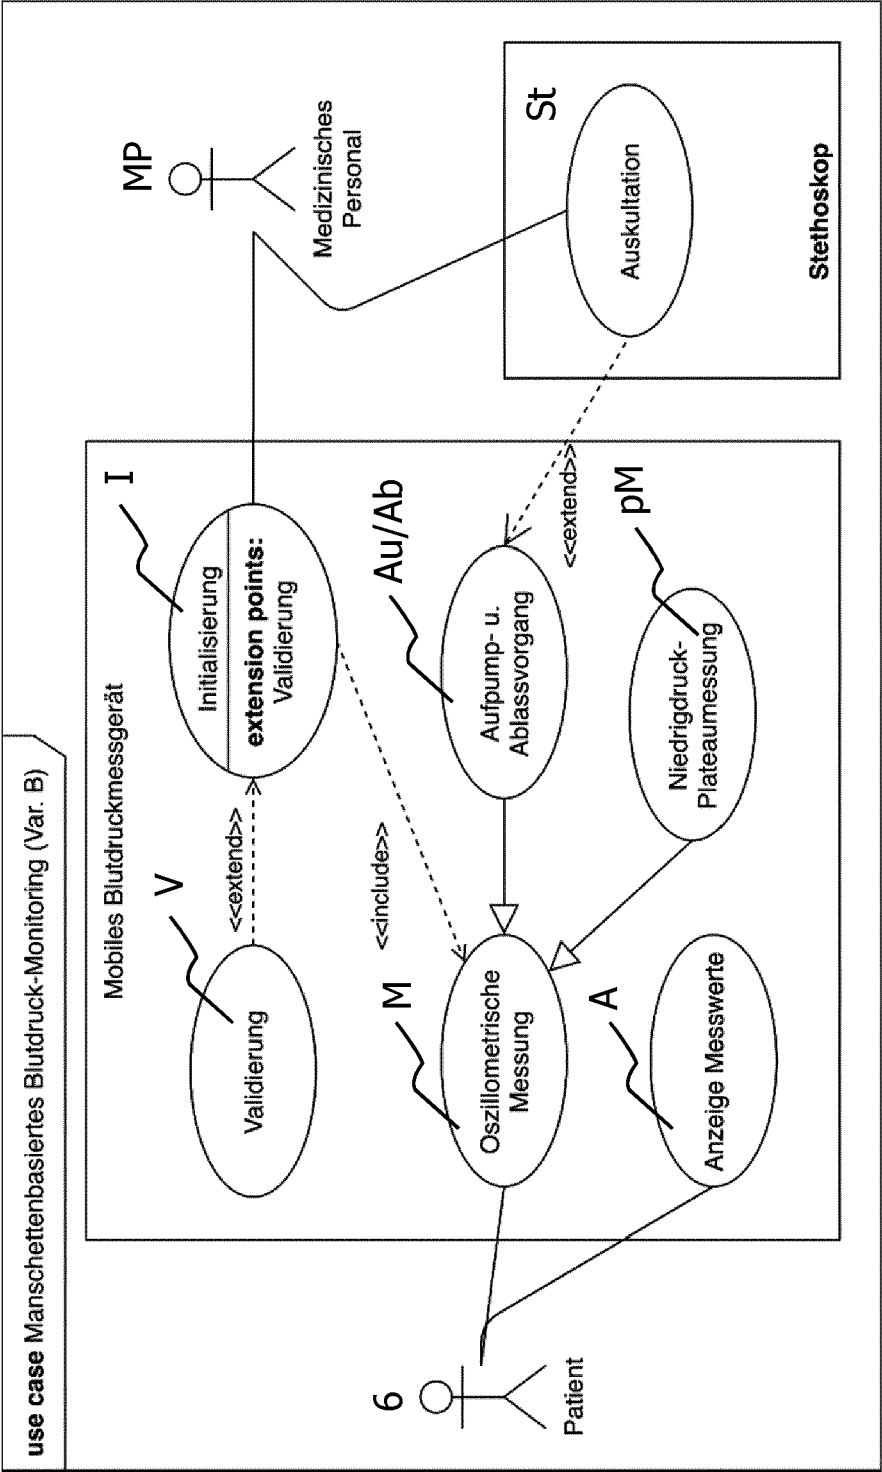 use case Manschettenbasiertes Blutdruck-Monitoring (Var. B)
Mobiles Blutdruckmessgerät
V
Validierung
<<extend>>
I
Initialisierung
extension points:
Validierung
MP
Medizinisches
Personal
<<include>>
6
Patient
M
Oszillometrische
Messung
Au/Ab
Aufpump- u.
Ablassvorgang
<<extend>>
St
Auskultation
Stethoskop
A
Anzeige Messwerte
pM
Niedrigdruck-
Plateaumessung